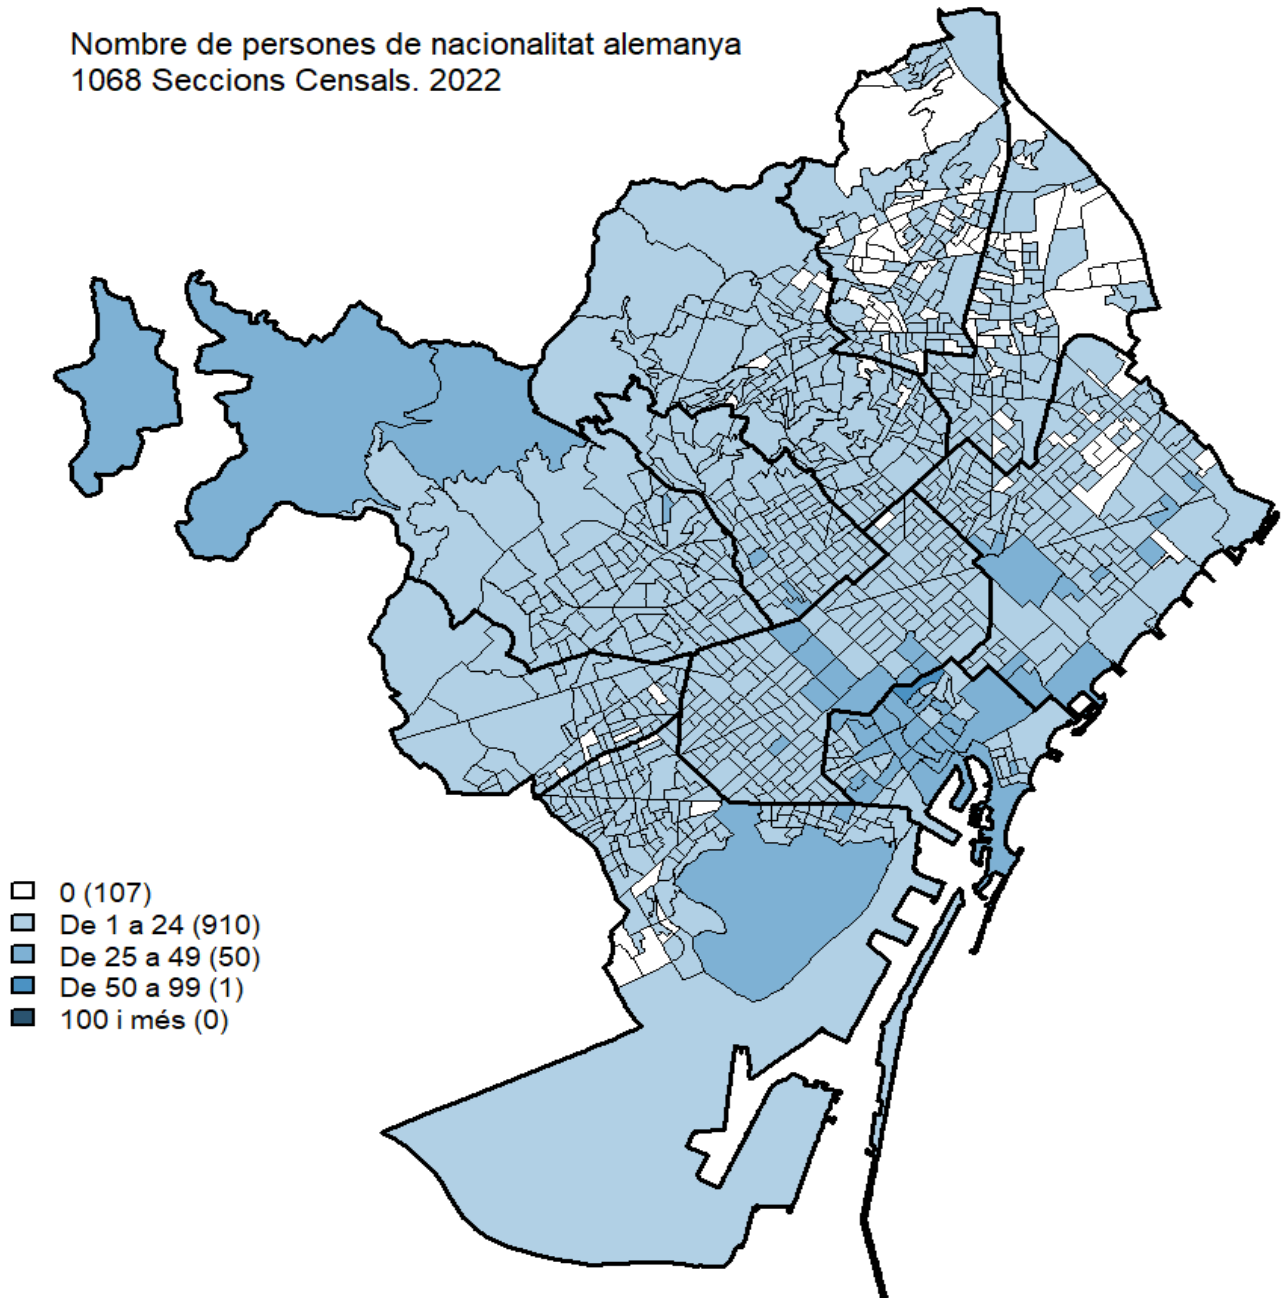 Nombre de persones de nacionalitat alemanya
1068 Seccions Censals. 2022
0 (107)
De 1 a 24 (910)
De 25 a 49 (50)
De 50 a 99 (1)
100 i més (0)